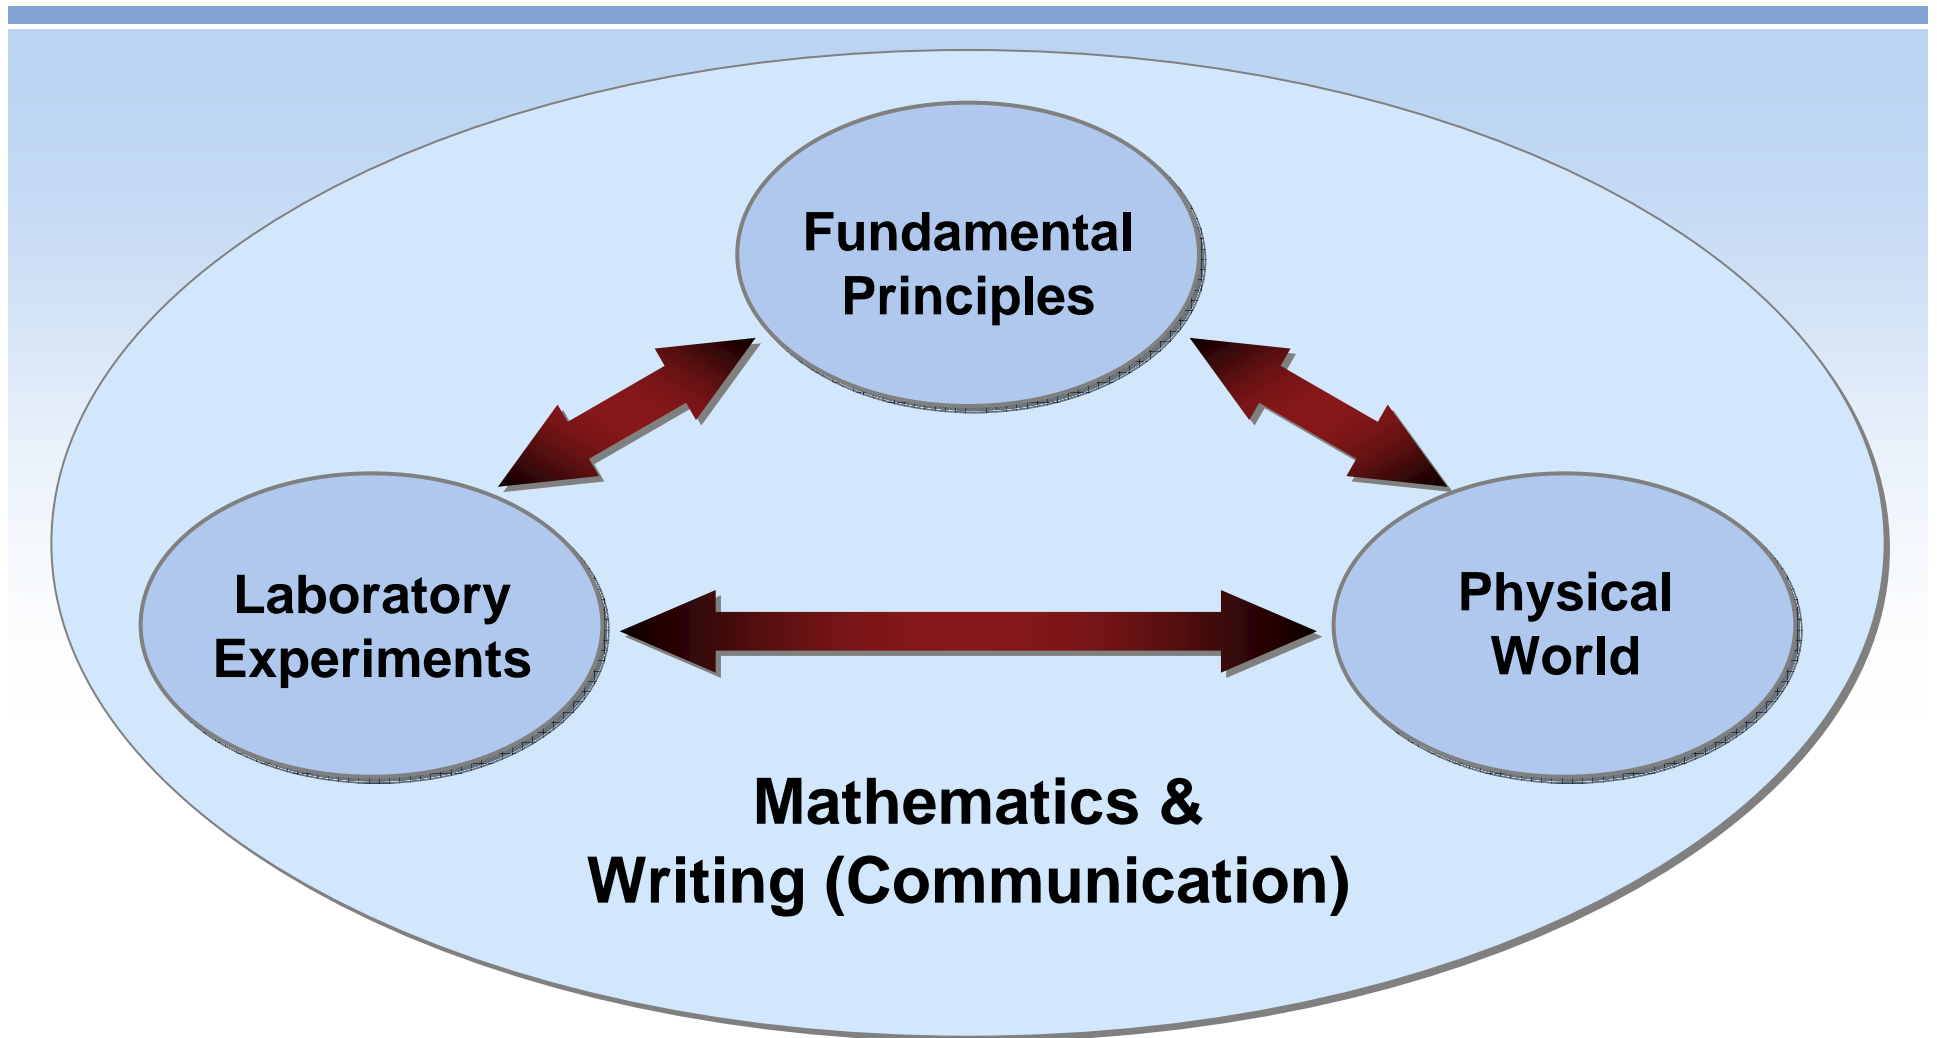 Fundamental
Principles
Laboratory
Experiments
Physical
World
Mathematics &
Writing (Communication)